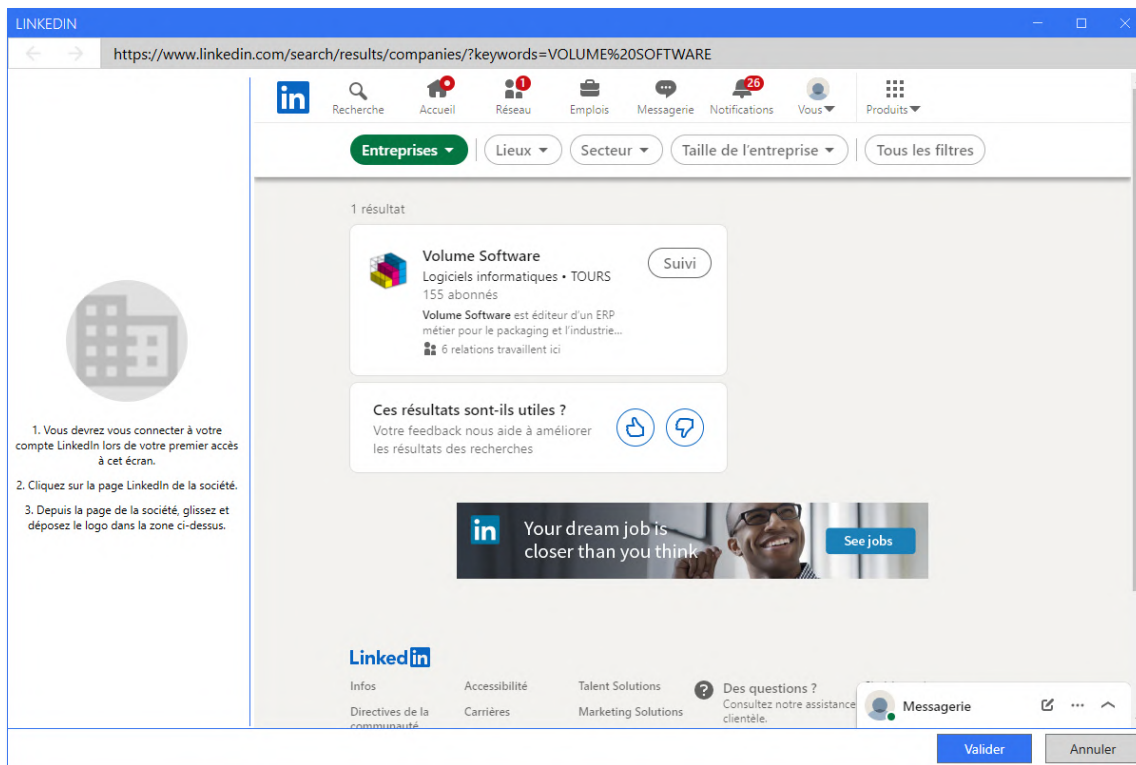 LINKEDIN
https://www.linkedin.com/search/results/companies/?keywords=VOLUME%20SOFTWARE
in
Recherche
Accueil
1
Réseau
Emplois
Messagerie
26
Notifications
Vous
Produits
Entreprises
Lieux
Secteur
Taille de l'entreprise
Tous les filtres
1 résultat
Volume Software
Logiciels informatiques • TOURS
155 abonnés
Volume Software est éditeur d'un ERP
métier pour le packaging et l'industrie...
6 relations travaillent ici
Suivi
Ces résultats sont-ils utiles ?
Votre feedback nous aide à améliorer
les résultats des recherches
1. Vous devrez vous connecter à votre
compte LinkedIn lors de votre premier accès
à cet écran.
2. Cliquez sur la page LinkedIn de la société.
3. Depuis la page de la société, glissez et
déposez le logo dans la zone ci-dessus.
in
Your dream job is
closer than you think
See jobs
Linkedin
Infos
Accessibilité
Talent Solutions
Des questions ?
Consultez notre assistance
clientèle.
Directives de la
communauté
Carrières
Marketing Solutions
Messagerie
Valider
Annuler